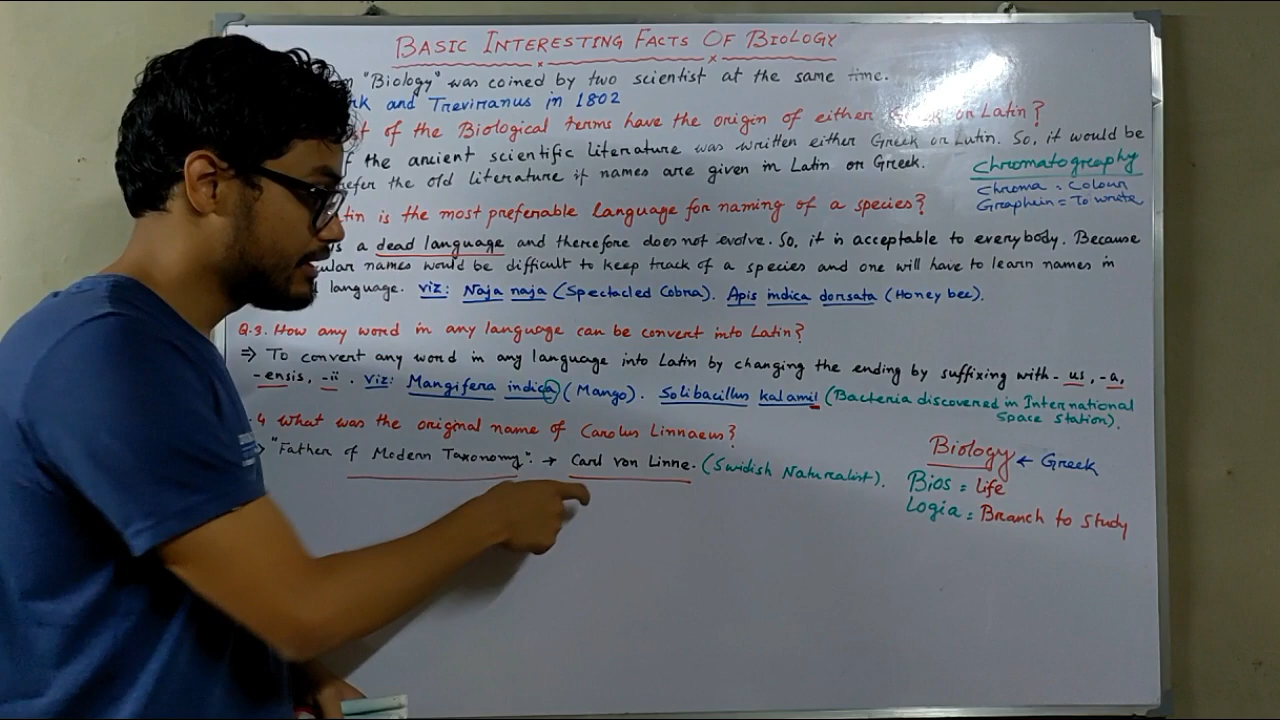 BASIC INTERESTING FACTS OF BIOLOGY
"Biology" was coined by two scientist at the same time.
and Treviranus in 1802
of the Biological terms have the origin of either or Latin?
the ancient scientific literature was written either Greek or Latin. So, it would be
the old literature if names are given in Latin or Greek.
Chromatography
Chroma = Colour
Graphein = To write
is the most preferable language for naming of a species?
a dead language and therefore does not evolve. So, it is acceptable to everybody. Because
names would be difficult to keep track of a species and one will have to learn names in
language. viz: Naja naja (Spectacled Cobra). Apis indica dorsata (Honey bee).
Q.3. How any word in any language can be convert into Latin?
⇒ To convert any word in any language into Latin by changing the ending by suffixing with - us, -a,
-ensis, -ii. viz: Mangifera indica (Mango). Solibacillus kalamii (Bacteria discovered in International
Space Station).
4 What was the original name of Carolus Linnaeus?
"Father of Modern Taxonomy". → Carl von Linne. (Swidish Naturalist).
Biology ← Greek
Bios = life
Logia = Branch to study